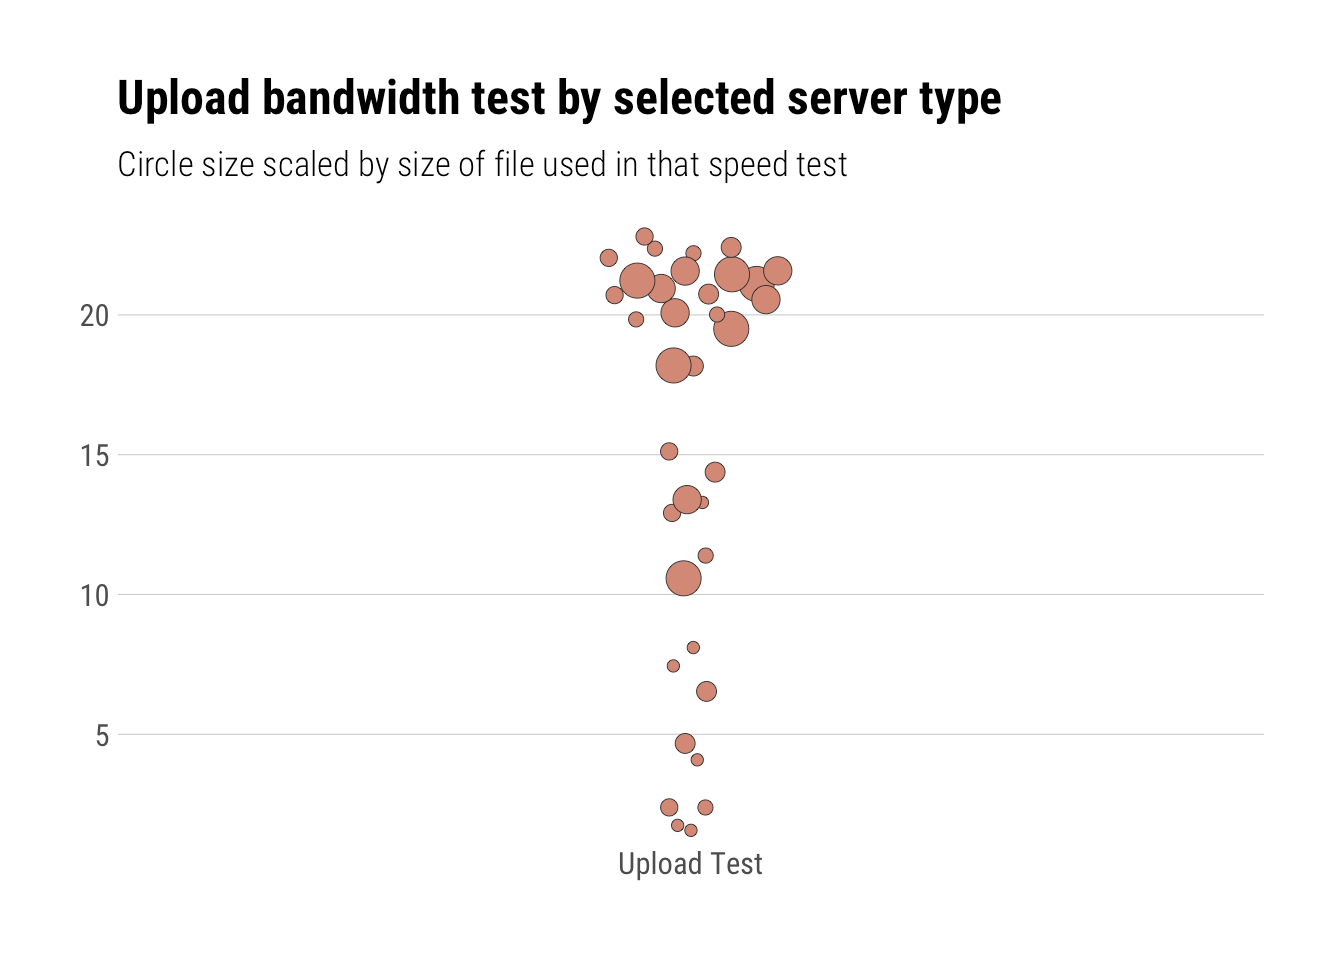 Upload bandwidth test by selected server type
Circle size scaled by size of file used in that speed test
20
15
10
5
Upload Test